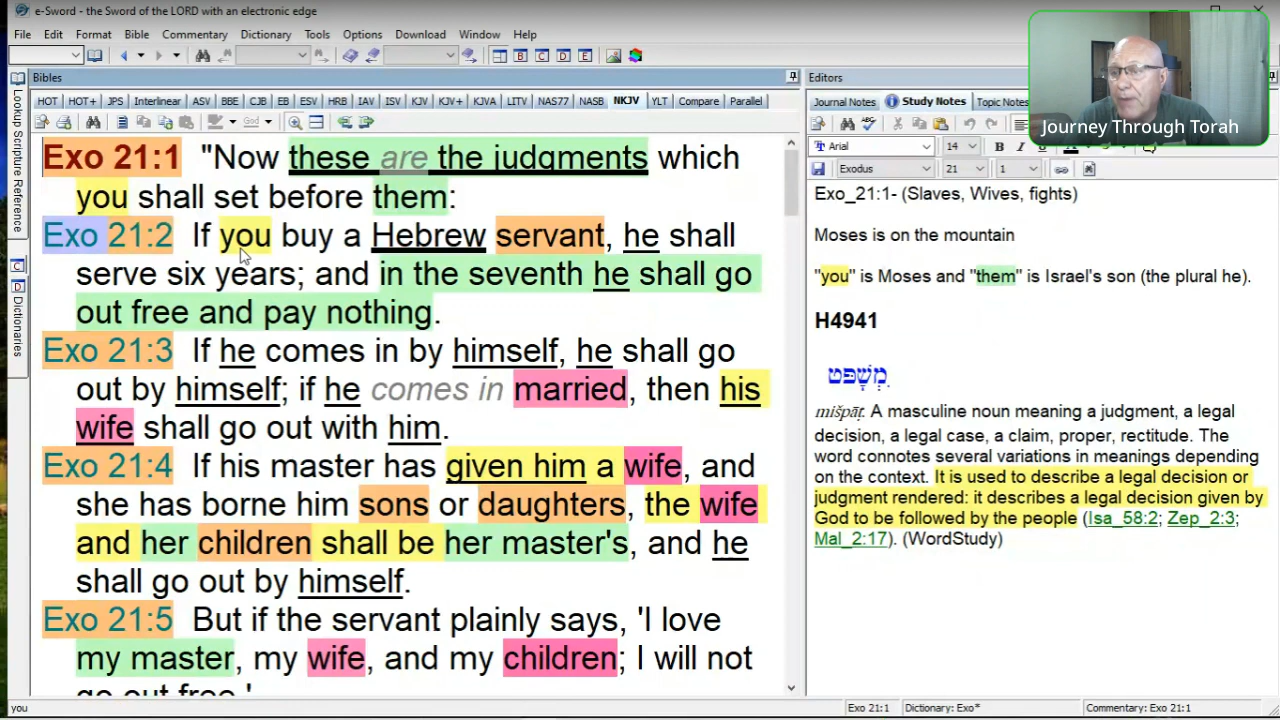 e-Sword - the Sword of the LORD with an electronic edge
File Edit Format Bible Commentary Dictionary Tools Options Download Window Help
Bibles
HOT HOT+ JPS Interlinear ASV BBE CJB EB ESV HRB IAV ISV KJV KJV+ KJVA LITV NAS77 NASB NKJV YLT Compare Parallel
God
Lookup Scripture Reference
Dictionaries
Exo 21:1 "Now these are the judgments which
you shall set before them:
Exo 21:2 If you buy a Hebrew servant, he shall
serve six years; and in the seventh he shall go
out free and pay nothing.
Exo 21:3 If he comes in by himself, he shall go
out by himself; if he comes in married, then his
wife shall go out with him.
Exo 21:4 If his master has given him a wife, and
she has borne him sons or daughters, the wife
and her children shall be her master's, and he
shall go out by himself.
Exo 21:5 But if the servant plainly says, 'I love
my master, my wife, and my children; I will not
go out free.'
Editors
Journal Notes Study Notes Topic Notes
Arial 14 B I
Exodus 21 1
Exo_21:1- (Slaves, Wives, fights)
Moses is on the mountain
"you" is Moses and "them" is Israel's son (the plural he).
H4941
מִשְׁפָּט
mišpāṭ. A masculine noun meaning a judgment, a legal
decision, a legal case, a claim, proper, rectitude. The
word connotes several variations in meanings depending
on the context. It is used to describe a legal decision or
judgment rendered: it describes a legal decision given by
God to be followed by the people (Isa_58:2; Zep_2:3;
Mal_2:17). (WordStudy)
Journey Through Torah
you
Exo 21:1 Dictionary: Exo* Commentary: Exo 21:1